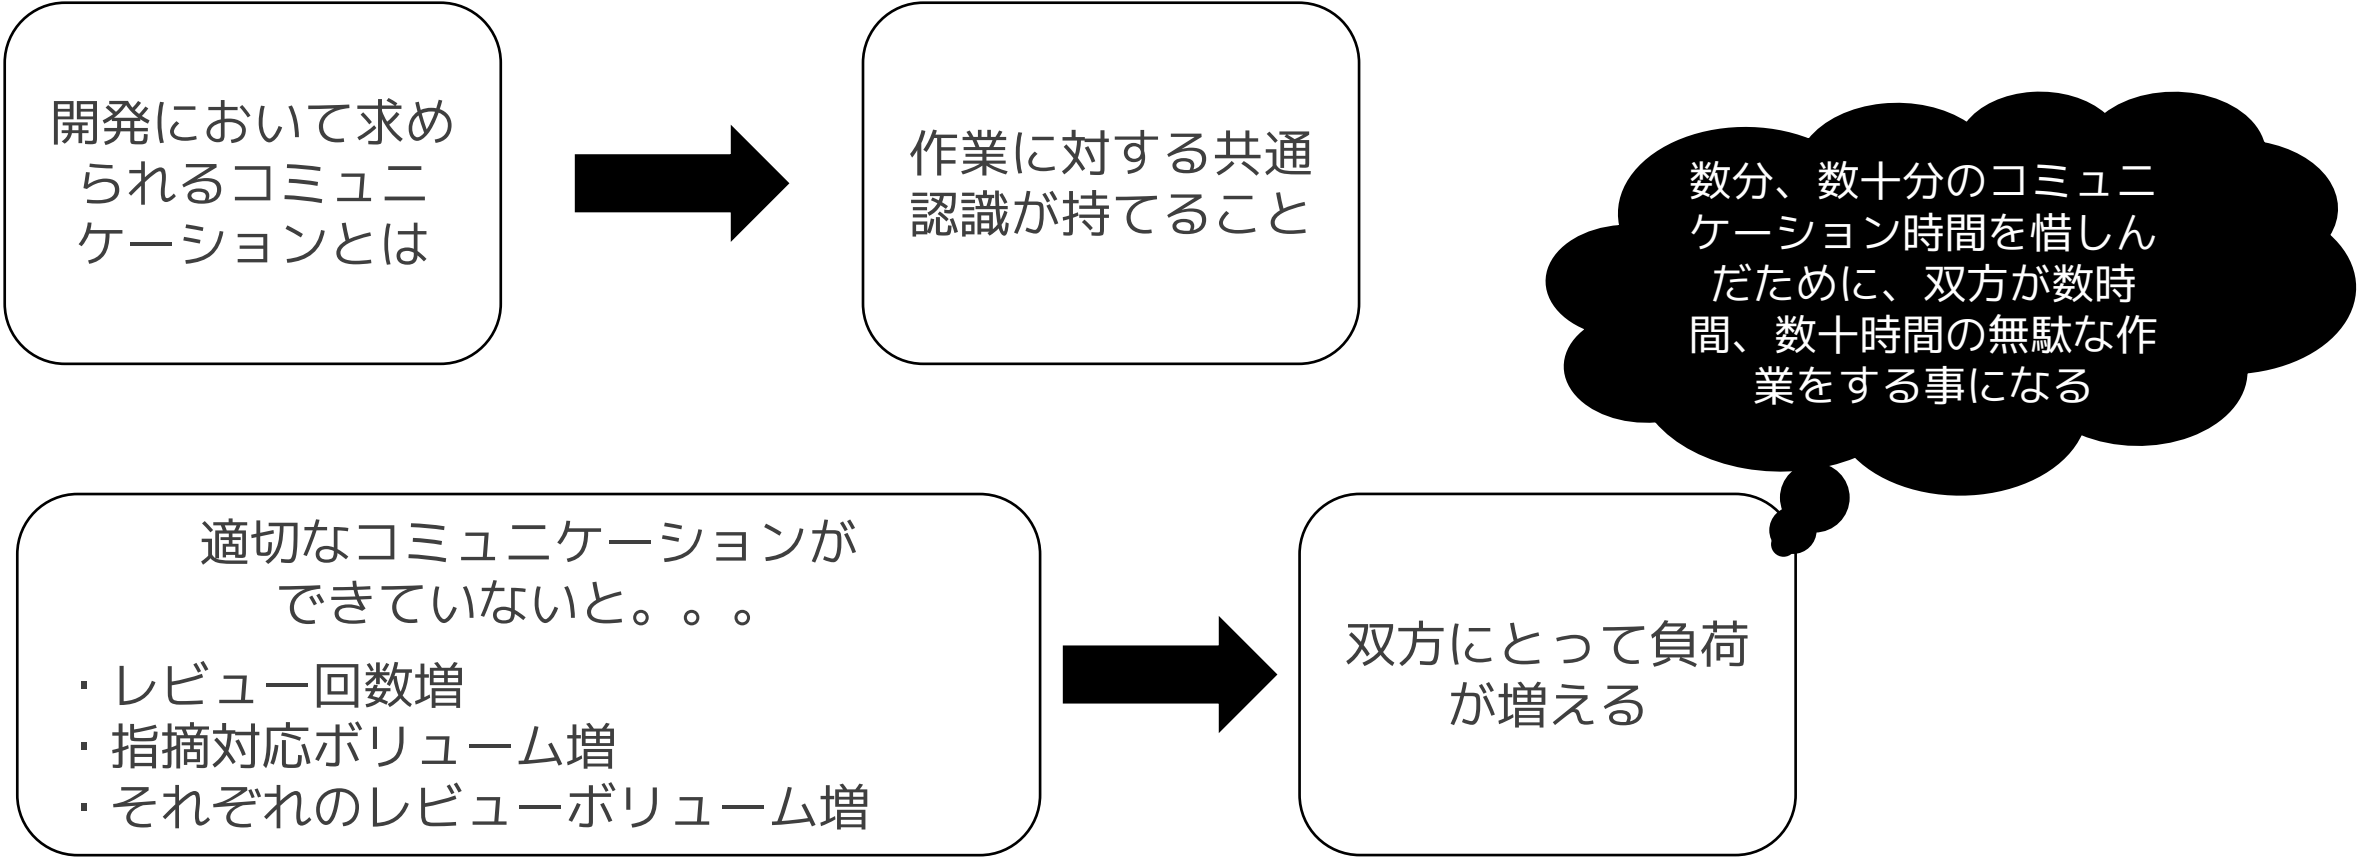 開発において求め
られるコミュニ
ケーションとは
作業に対する共通
認識が持てること
数分、数十分のコミュニ
ケーション時間を惜しん
だために、双方が数時
間、数十時間の無駄な作
業をする事になる
適切なコミュニケーションが
できていないと。。。
・レビュー回数増
・指摘対応ボリューム増
・それぞれのレビューボリューム増
双方にとって負荷
が増える